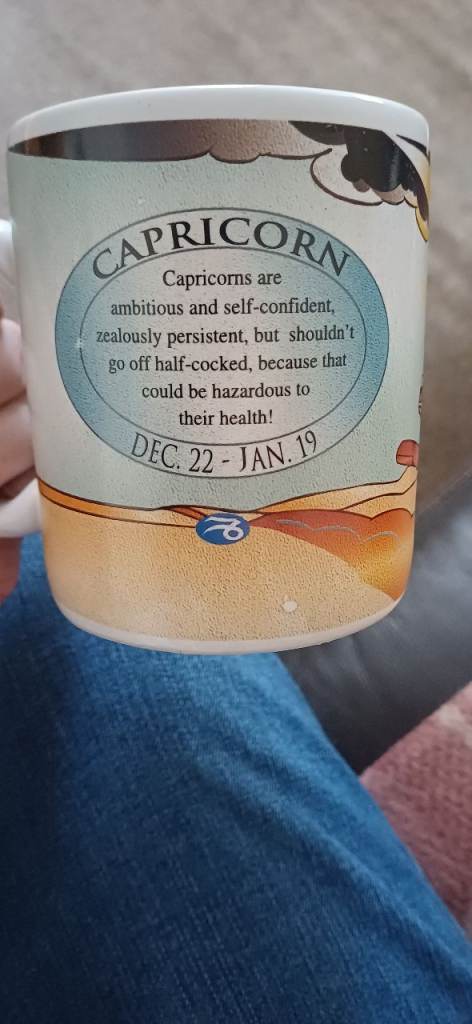 CAPRICORN
Capricorns are
ambitious and self-confident,
zealously persistent, but shouldn't
go off half-cocked, because that
could be hazardous to
their health!
DEC. 22 - JAN. 19